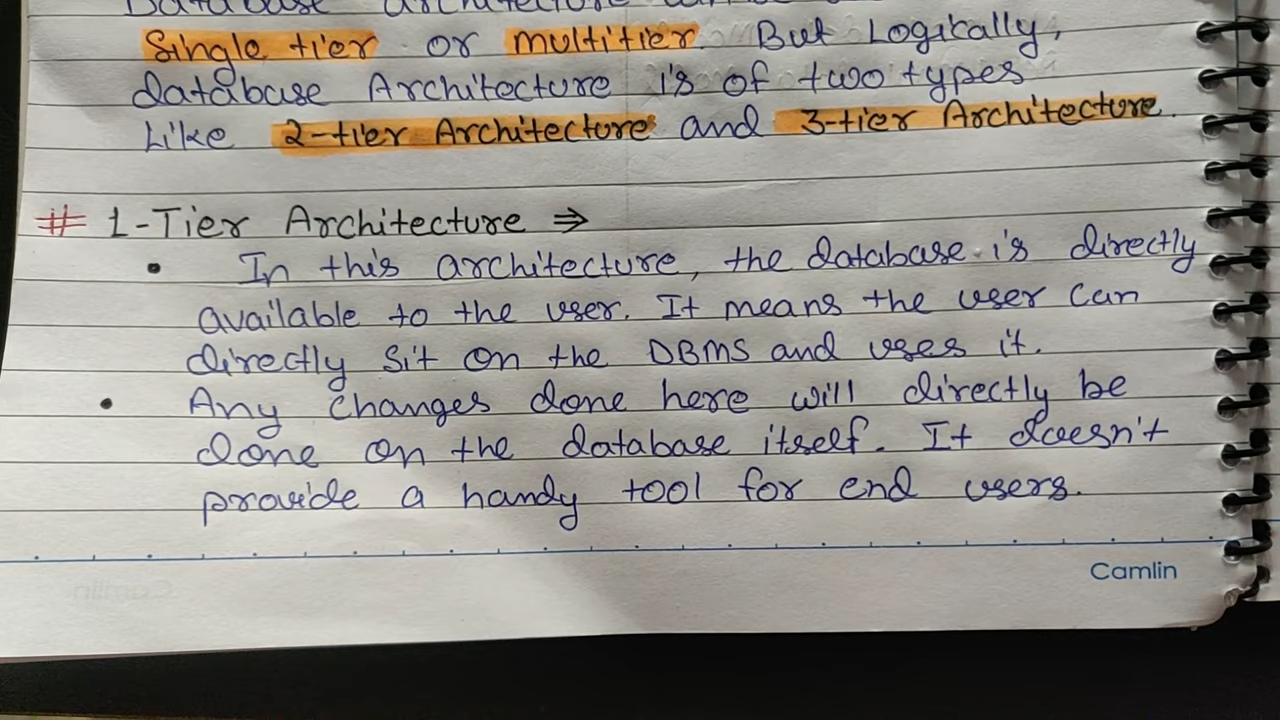 Database architecture
Single tier or multitier. But Logically,
database Architecture is of two types
Like 2-tier Architecture and 3-tier Architecture.
# 1-Tier Architecture ⇒
• In this architecture, the database is directly
available to the user. It means the user can
directly sit on the DBMS and uses it.
• Any changes done here will directly be
done on the database itself. It doesn't
provide a handy tool for end users.
Camlin